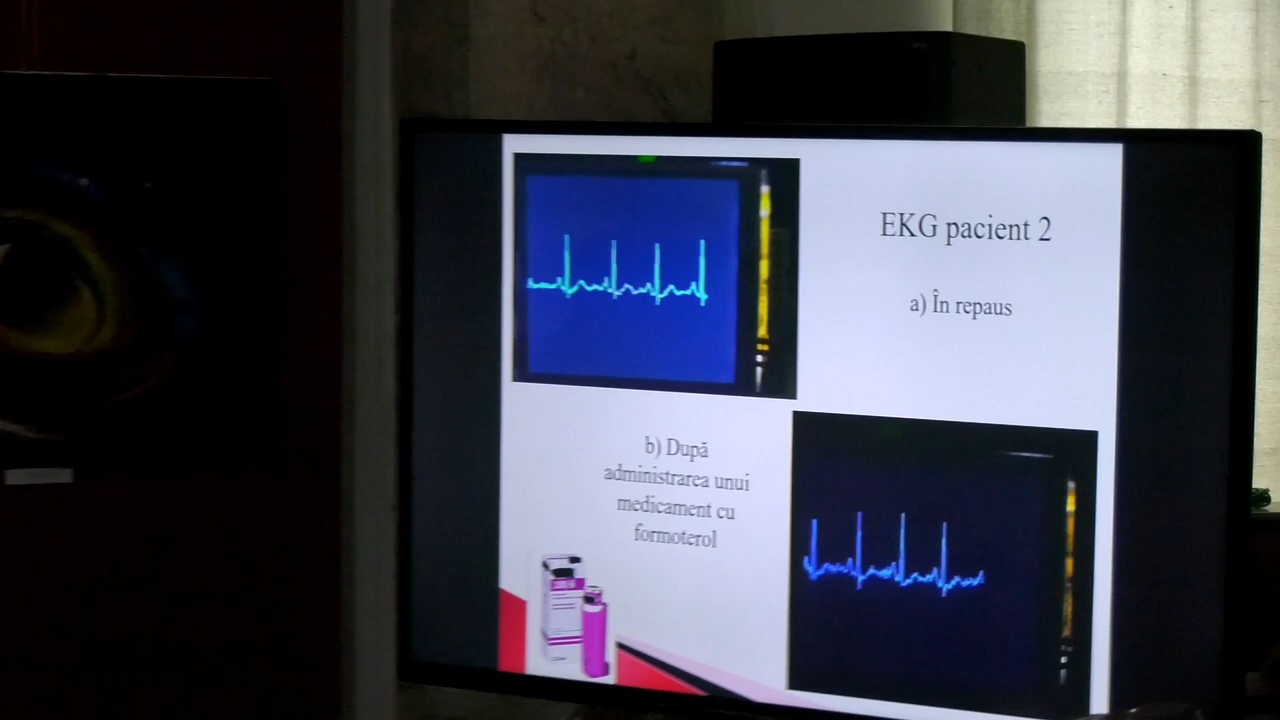 EKG pacient 2
a) În repaus
b) După
administrarea unui
medicament cu
formoterol